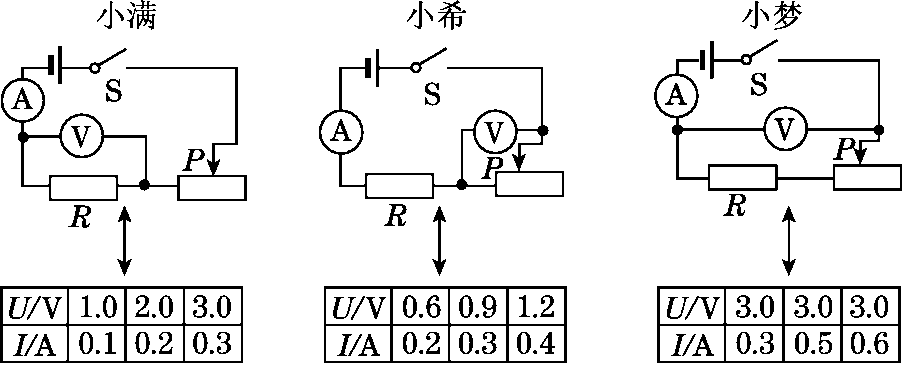 小满 小希 小梦
S S S
A V P R
A V P R
A V P R
U/V 1.0 2.0 3.0
I/A 0.1 0.2 0.3
U/V 0.6 0.9 1.2
I/A 0.2 0.3 0.4
U/V 3.0 3.0 3.0
I/A 0.3 0.5 0.6